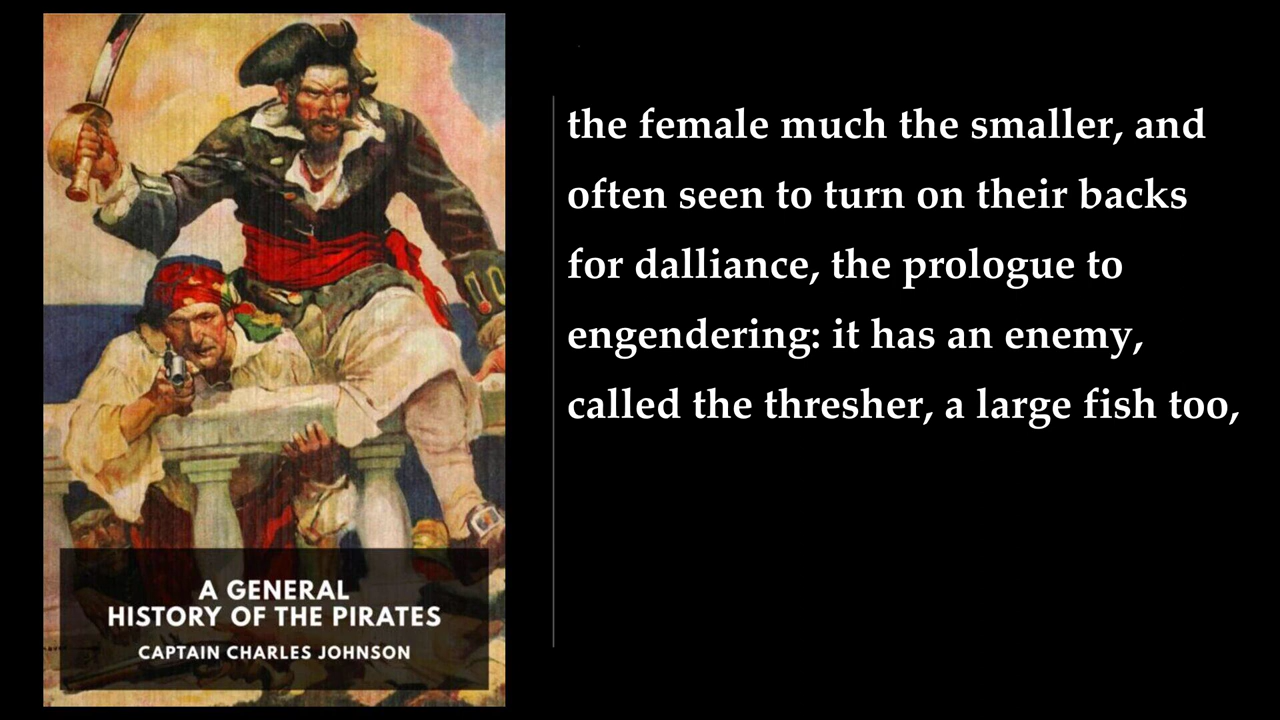 A GENERAL
HISTORY OF THE PIRATES
CAPTAIN CHARLES JOHNSON
the female much the smaller, and
often seen to turn on their backs
for dalliance, the prologue to
engendering: it has an enemy,
called the thresher, a large fish too,